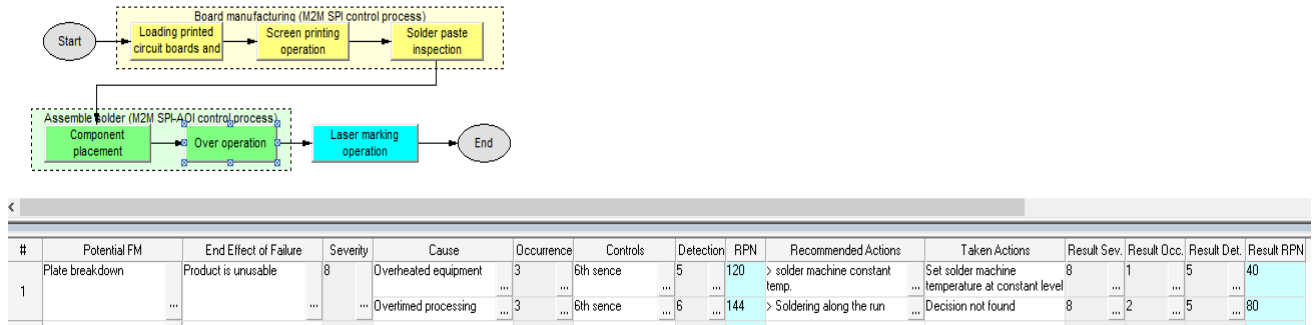 Board manufacturing (M2M SPI control process)
Start
Loading printed
circuit boards and
Screen printing
operation
Solder paste
inspection
Assemble solder (M2M SPI-AOI control process)
Component
placement
Over operation
Laser marking
operation
End
# Potential FM End Effect of Failure Severity Cause Occurrence Controls Detection RPN Recommended Actions Taken Actions Result Sev. Result Occ. Result Det. Result RPN
1 Plate breakdown Product is unusable 8 Overheated equipment 3 6th sence 5 120 > solder machine constant temp. Set solder machine temperature at constant level 8 1 5 40
Overtimed processing 3 6th sence 6 144 > Soldering along the run Decision not found 8 2 5 80